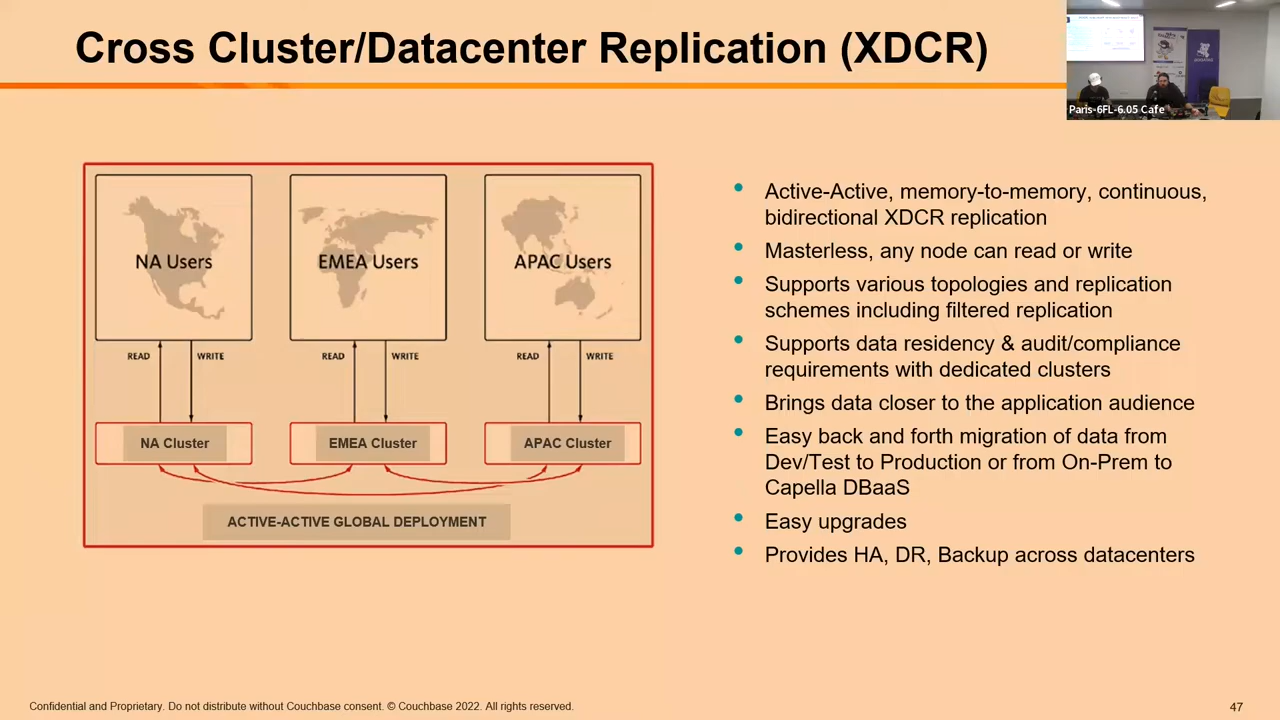 Cross Cluster/Datacenter Replication (XDCR)
Paris-6FL-6.05 Cafe
NA Users
EMEA Users
APAC Users
READ
WRITE
READ
WRITE
READ
WRITE
NA Cluster
EMEA Cluster
APAC Cluster
ACTIVE-ACTIVE GLOBAL DEPLOYMENT
• Active-Active, memory-to-memory, continuous,
bidirectional XDCR replication
• Masterless, any node can read or write
• Supports various topologies and replication
schemes including filtered replication
• Supports data residency & audit/compliance
requirements with dedicated clusters
• Brings data closer to the application audience
• Easy back and forth migration of data from
Dev/Test to Production or from On-Prem to
Capella DBaaS
• Easy upgrades
• Provides HA, DR, Backup across datacenters
Confidential and Proprietary. Do not distribute without Couchbase consent. © Couchbase 2022. All rights reserved.
47